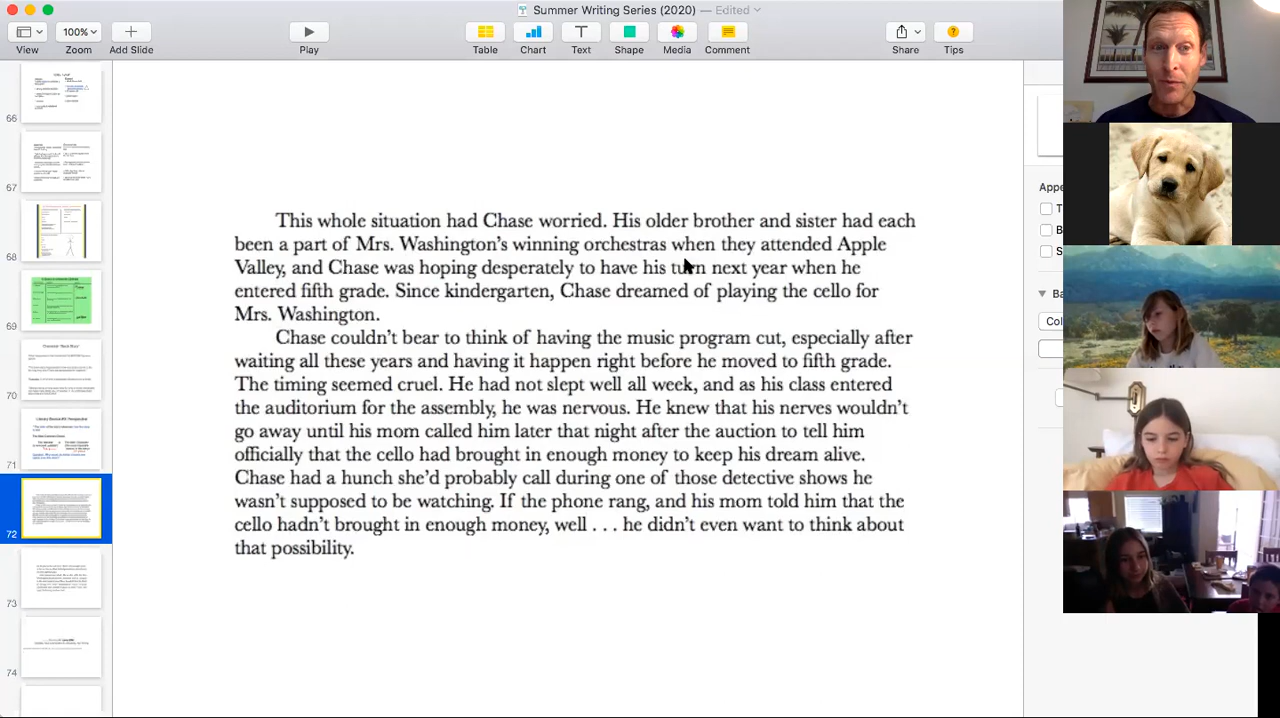 Summer Writing Series (2020) — Edited
100%
View
Zoom
Add Slide
Play
Table
Chart
Text
Shape
Media
Comment
Share
Tips
66
67
68
69
70
71
72
73
74
This whole situation had Chase worried. His older brother and sister had each
been a part of Mrs. Washington's winning orchestras when they attended Apple
Valley, and Chase was hoping desperately to have his turn next year when he
entered fifth grade. Since kindergarten, Chase dreamed of playing the cello for
Mrs. Washington.
Chase couldn't bear to think of having the music program cut, especially after
waiting all these years and having it happen right before he moved to fifth grade.
The timing seemed cruel. He had not slept well all week, and as his class entered
the auditorium for the assembly, he was nervous. He knew that his nerves wouldn't
go away until his mom called him later that night after the auction to tell him
officially that the cello had brought in enough money to keep his dream alive.
Chase had a hunch she'd probably call during one of those detective shows he
wasn't supposed to be watching. If the phone rang, and his mom told him that the
cello hadn't brought in enough money, well . . . he didn't even want to think about
that possibility.
Appe
T
B
S
Ba
Col